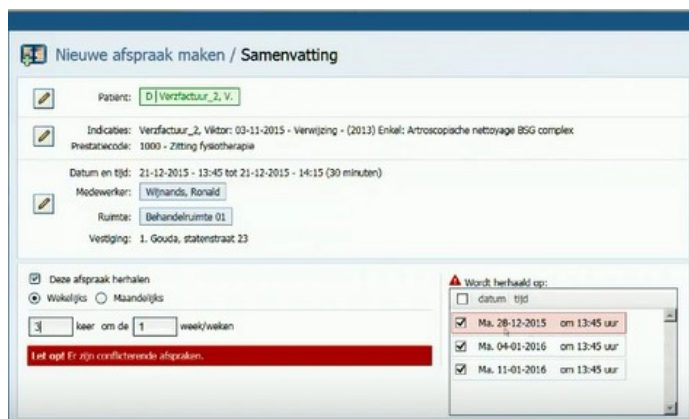 Nieuwe afspraak maken / Samenvatting
Patient: D Verzfactuur_2, V.
Indicaties: Verzfactuur_2, Viktor: 03-11-2015 - Verwijzing - (2013) Enkel: Artroscopische nettoyage BSG complex
Prestatiecode: 1000 - Zitting fysiotherapie
Datum en tijd: 21-12-2015 - 13:45 tot 21-12-2015 - 14:15 (30 minuten)
Medewerker: Wijnands, Ronald
Ruimte: Behandelruimte 01
Vestiging: 1. Gouda, statenstraat 23
Deze afspraak herhalen
Wekelijks Maandelijks
3 keer om de 1 week/weken
Let op! Er zijn conflicterende afspraken.
Wordt herhaald op:
datum tijd
Ma. 28-12-2015 om 13:45 uur
Ma. 04-01-2016 om 13:45 uur
Ma. 11-01-2016 om 13:45 uur